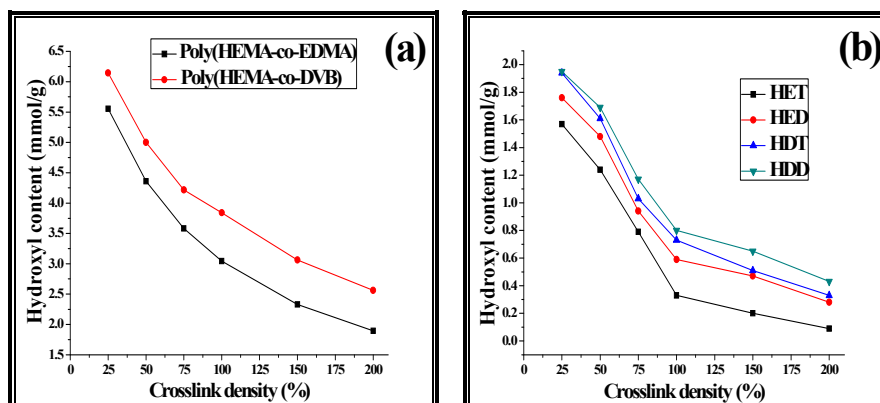 (a)
Poly(HEMA-co-EDMA)
Poly(HEMA-co-DVB)
Hydroxyl content (mmol/g)
6.5
6.0
5.5
5.0
4.5
4.0
3.5
3.0
2.5
2.0
1.5
0 25 50 75 100 125 150 175 200
Crosslink density (%)
(b)
HET
HED
HDT
HDD
Hydroxyl content (mmol/g)
2.0
1.8
1.6
1.4
1.2
1.0
0.8
0.6
0.4
0.2
0.0
0 25 50 75 100 125 150 175 200
Crosslink density (%)